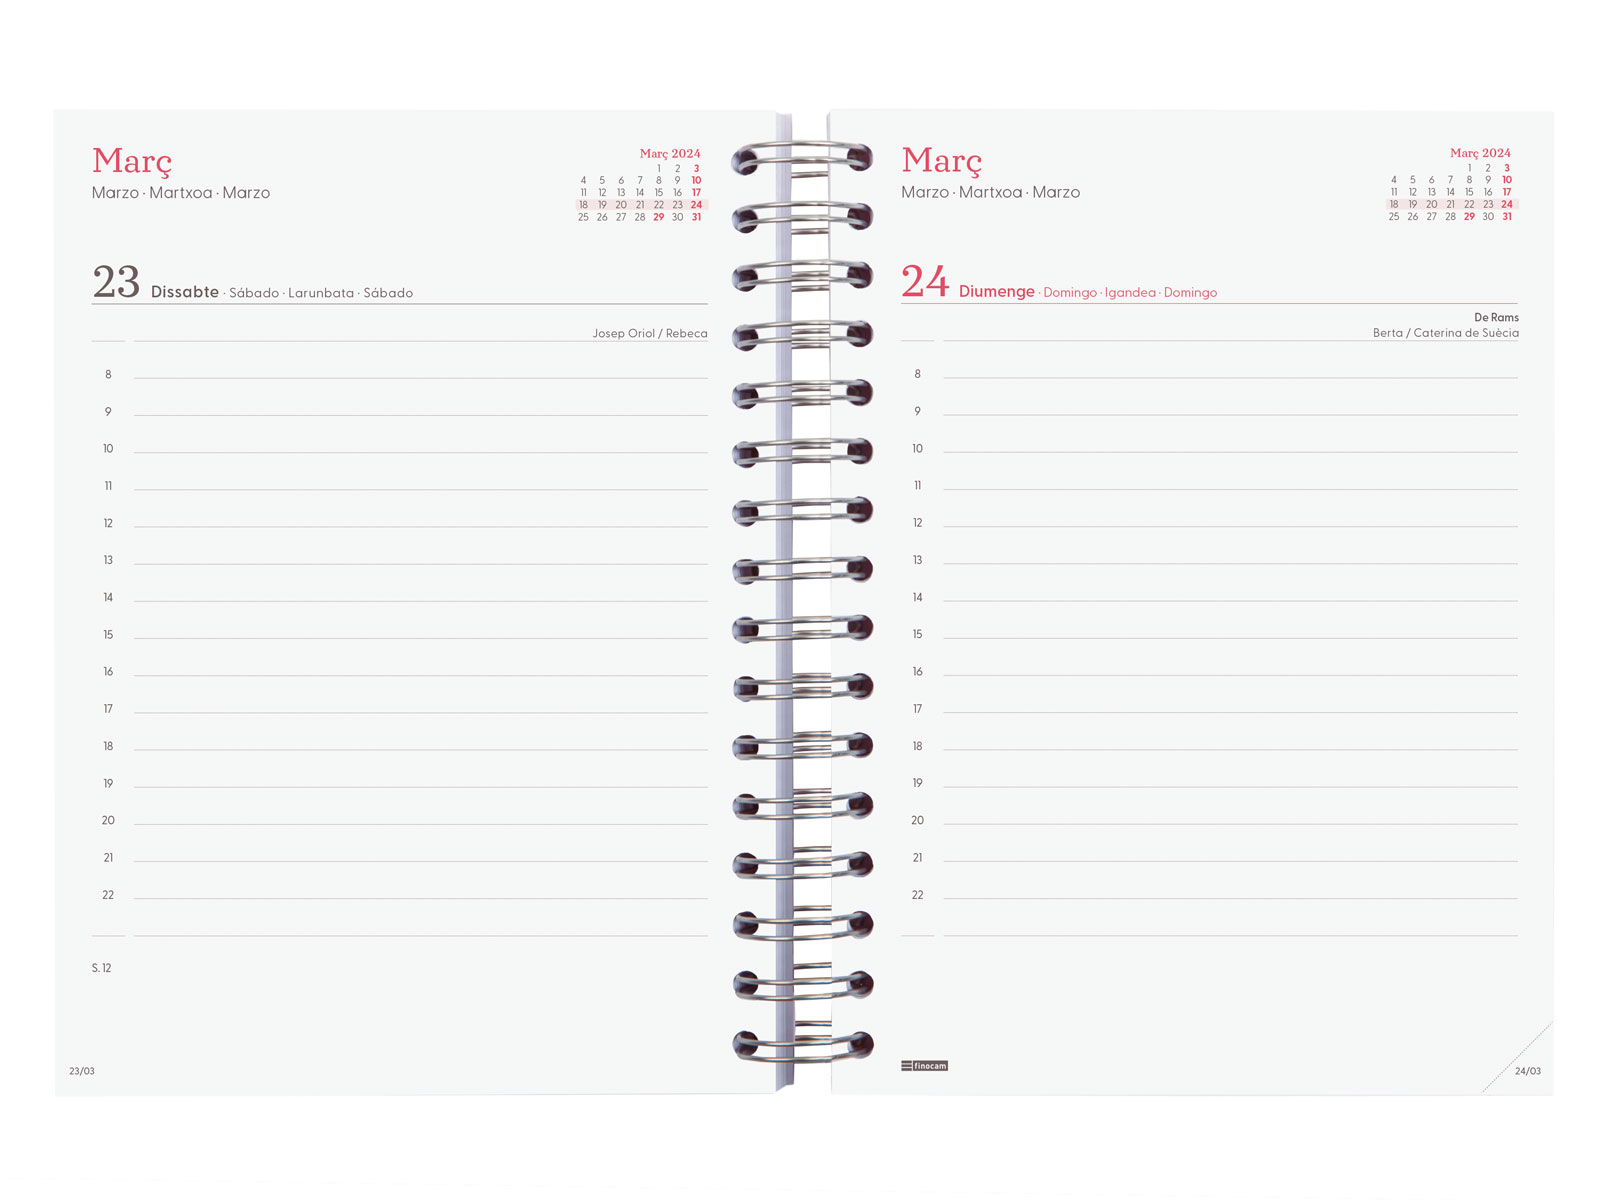 Març
Marzo · Martxoa · Marzo
Març 2024
1 2 3
4 5 6 7 8 9 10
11 12 13 14 15 16 17
18 19 20 21 22 23 24
25 26 27 28 29 30 31
23 Dissabte · Sábado · Larunbata · Sábado
Josep Oriol / Rebeca
8
9
10
11
12
13
14
15
16
17
18
19
20
21
22
S. 12
23/03
Març
Marzo · Martxoa · Marzo
Març 2024
1 2 3
4 5 6 7 8 9 10
11 12 13 14 15 16 17
18 19 20 21 22 23 24
25 26 27 28 29 30 31
24 Diumenge · Domingo · Igandea · Domingo
De Rams
Berta / Caterina de Suècia
8
9
10
11
12
13
14
15
16
17
18
19
20
21
22
finocam
24/03